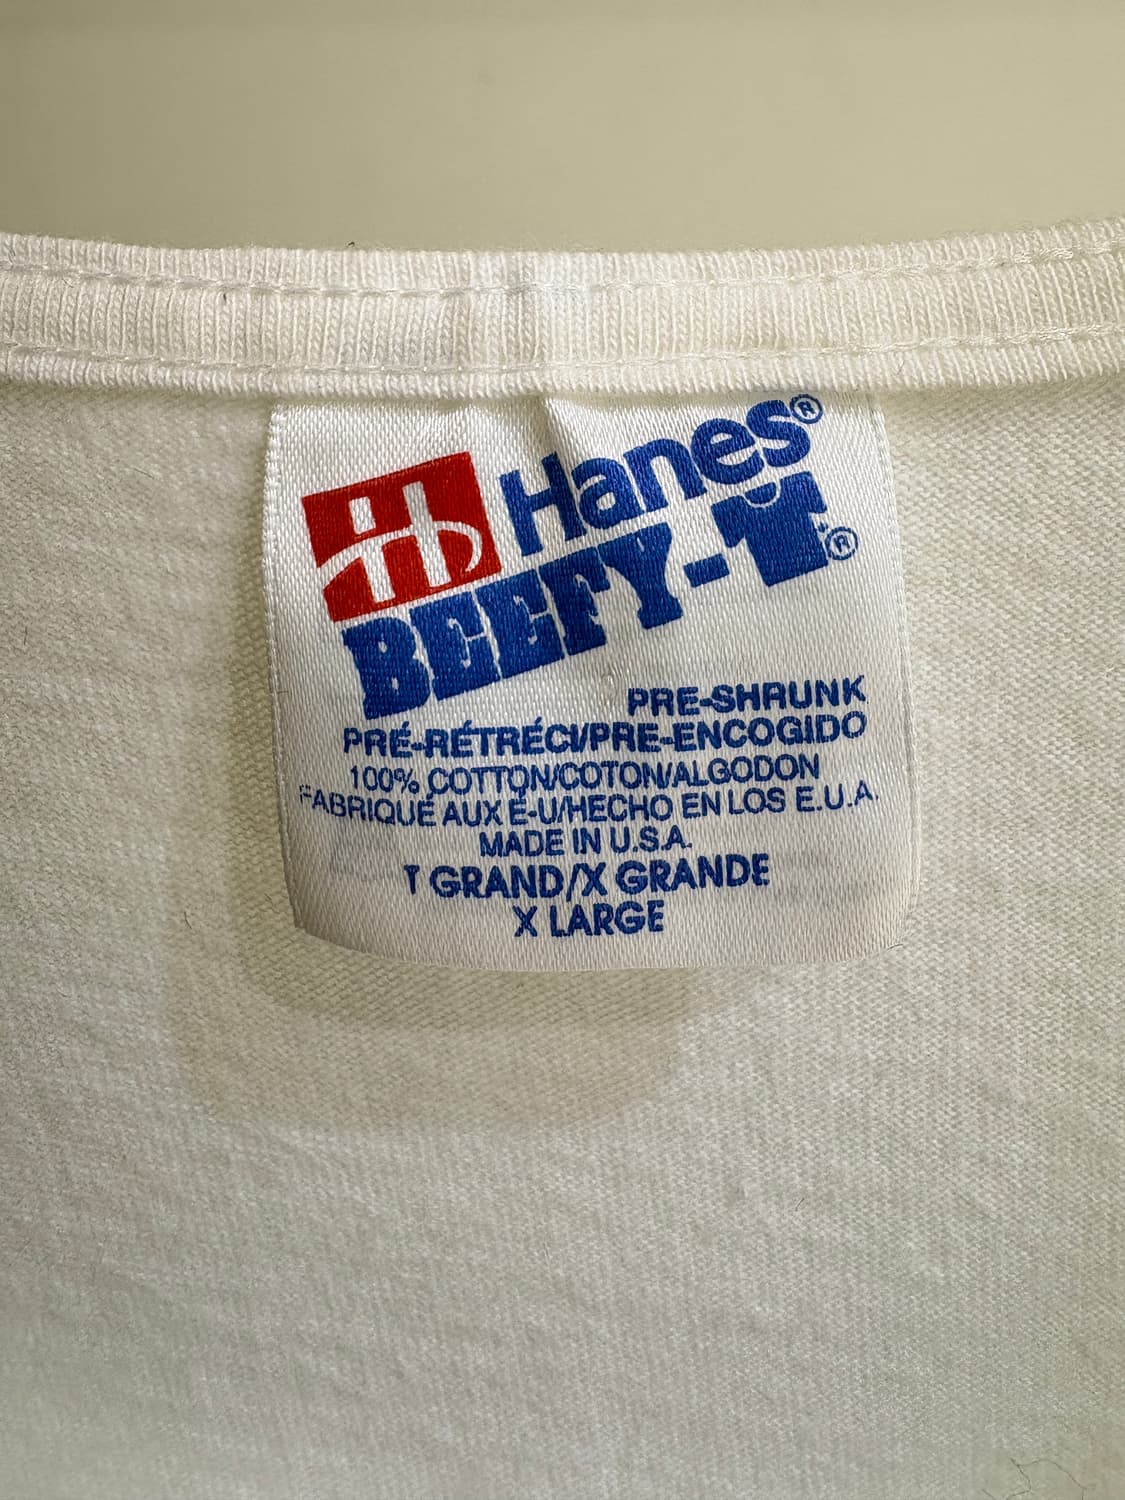 Hanes®
BEEFY-T®
PRE-SHRUNK
PRÉ-RÉTRÉCI/PRE-ENCOGIDO
100% COTTON/COTON/ALGODON
FABRIQUÉ AUX É-U/HECHO EN LOS E.U.A.
MADE IN U.S.A.
T GRAND/X GRANDE
X LARGE